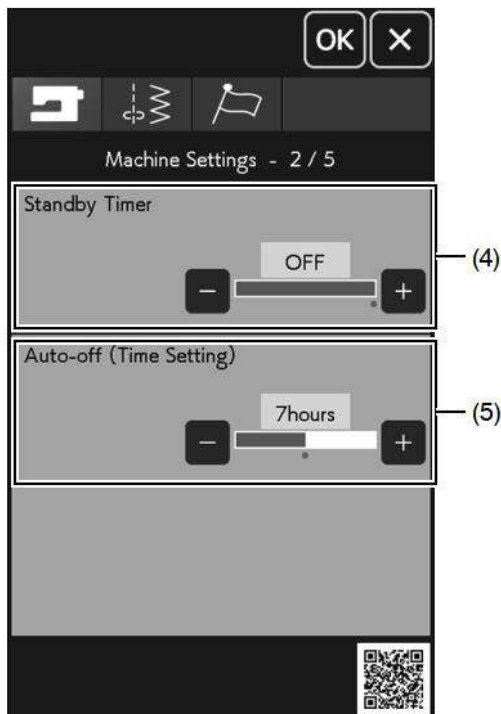 OK ×
Machine Settings - 2 / 5
Standby Timer
(4)
OFF
− +
Auto-off (Time Setting)
(5)
7hours
− +